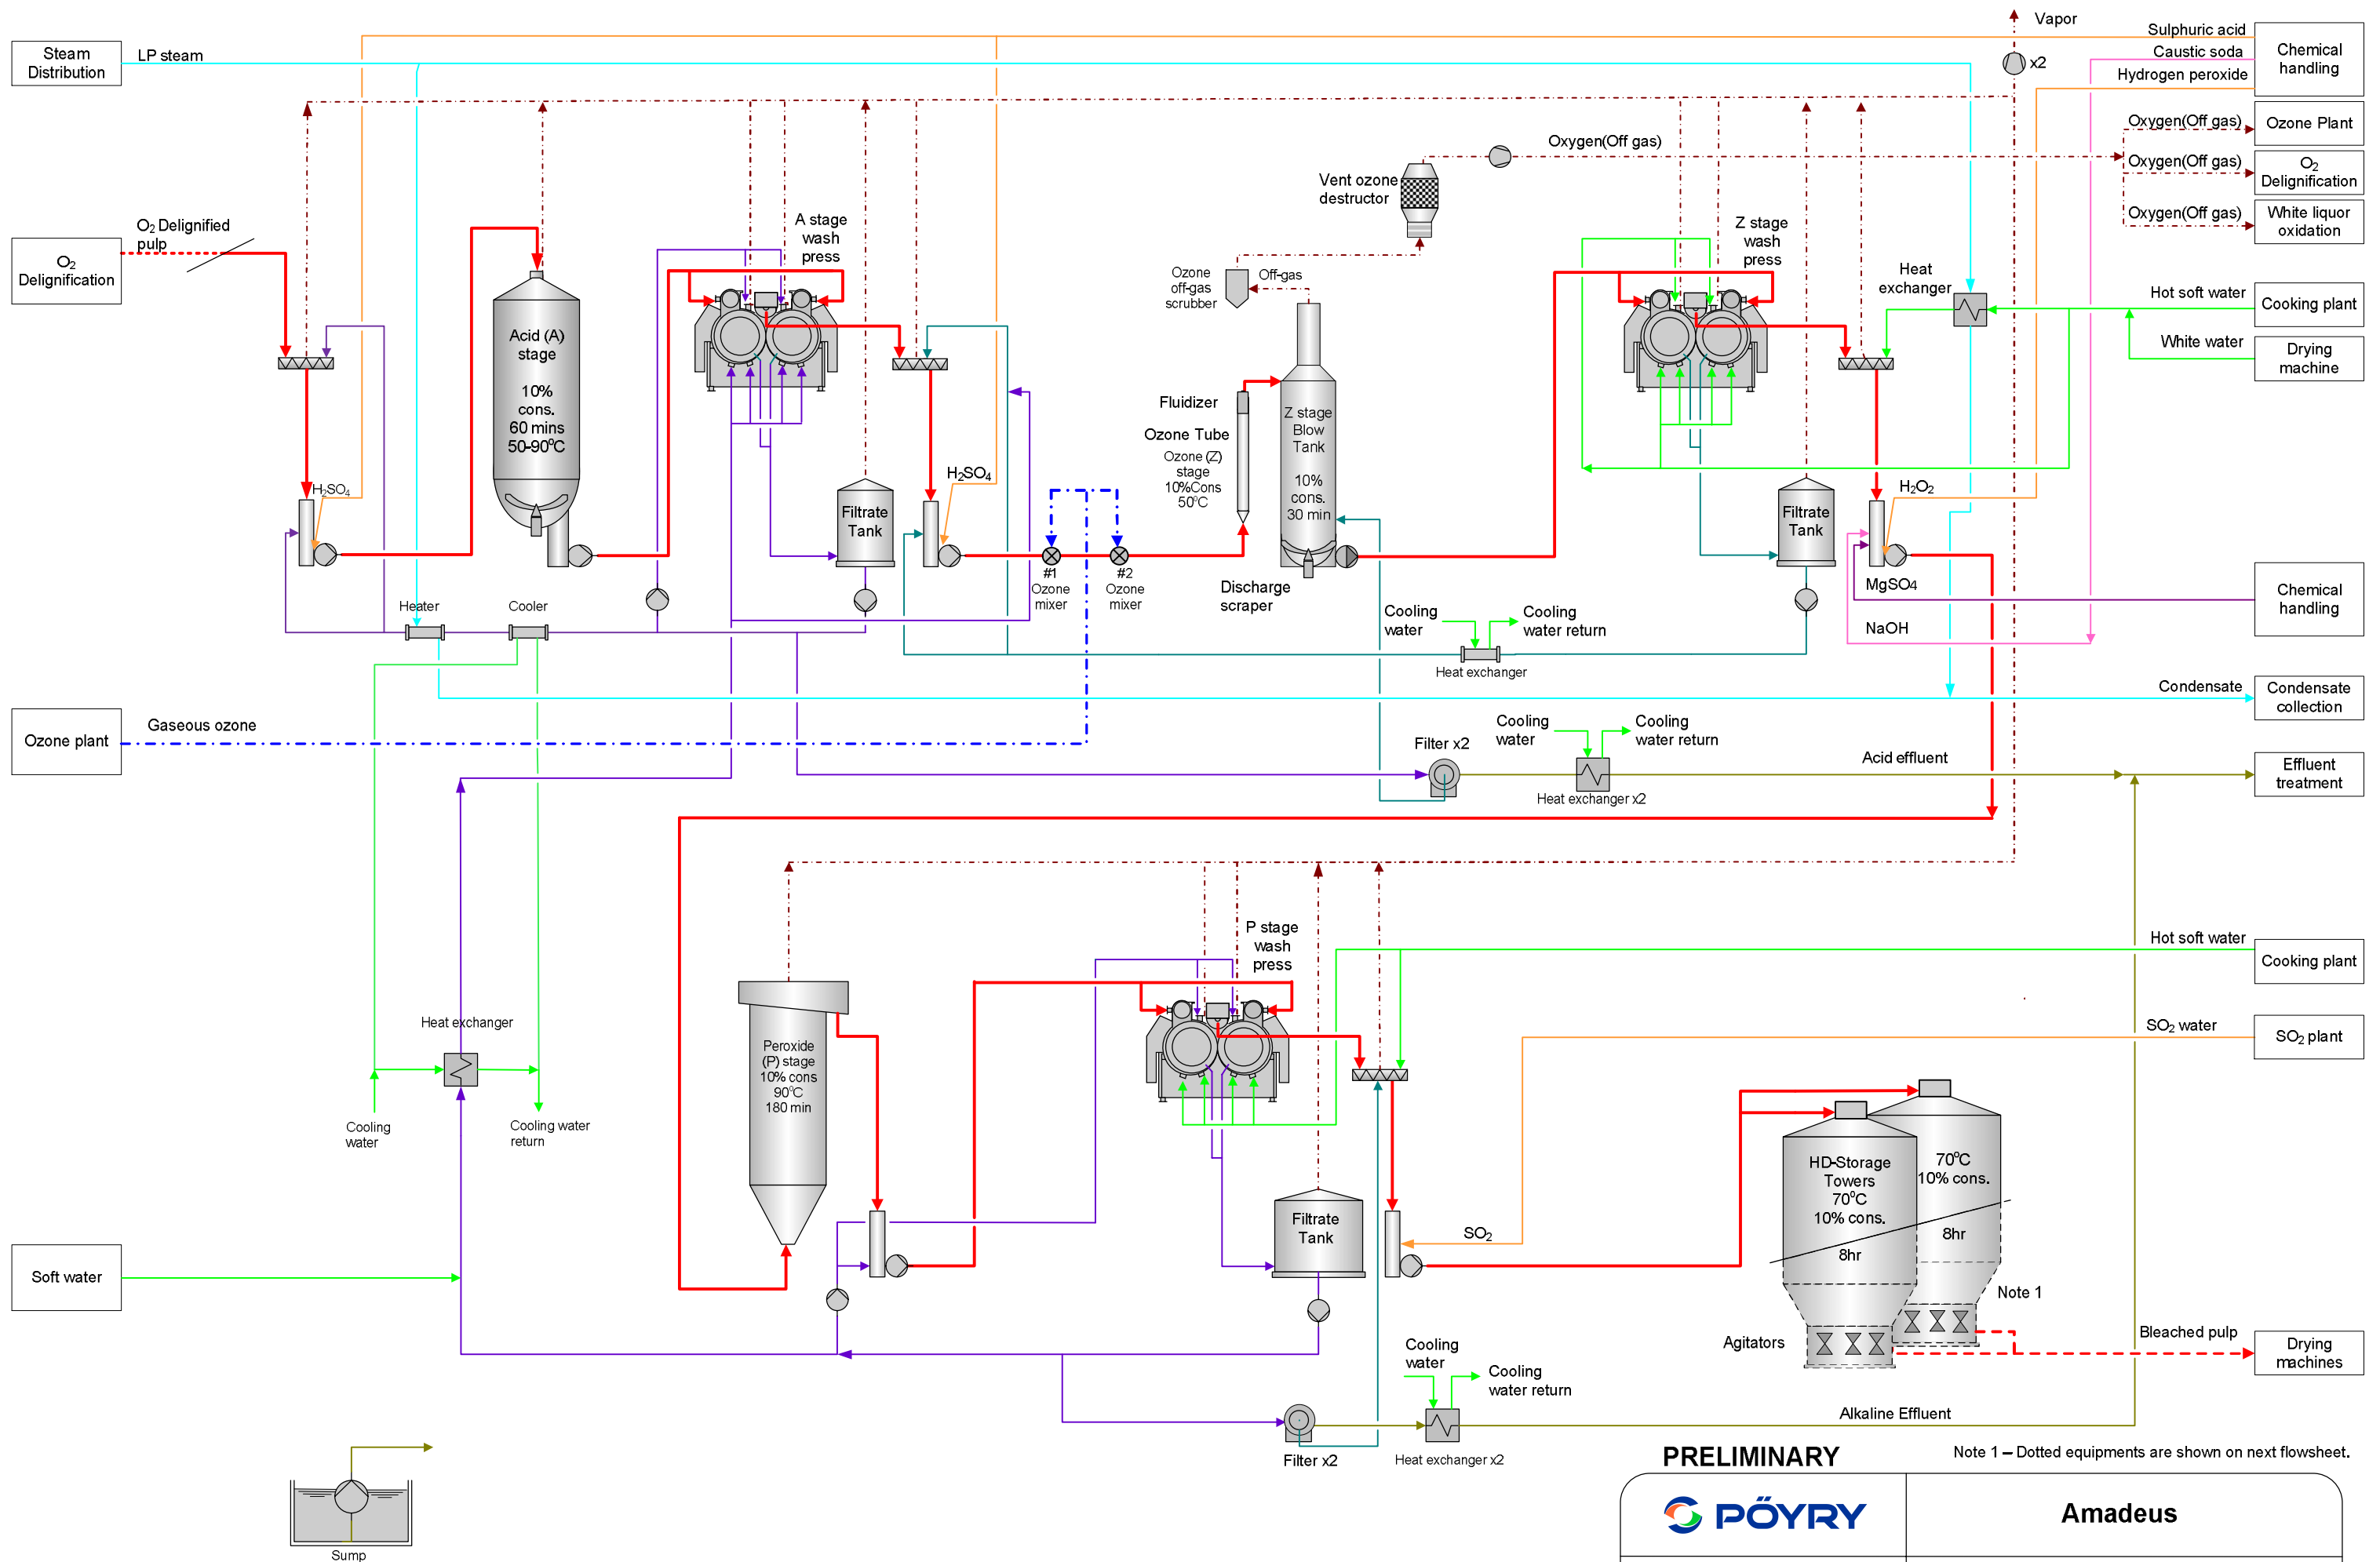 Vapor
Sulphuric acid
Steam
Distribution
LP steam
Caustic soda
Chemical
handling
x2
Hydrogen peroxide
Oxygen(Off gas)
Ozone Plant
Oxygen(Off gas)
Oxygen(Off gas)
O2
Delignification
Vent ozone
destructor
Oxygen(Off gas)
White liquor
oxidation
O2 Delignified
pulp
A stage
wash
press
Z stage
wash
press
O2
Delignification
Ozone
off-gas
scrubber
Off-gas
Heat
exchanger
Hot soft water
Cooking plant
White water
Drying
machine
Acid (A)
stage
10%
cons.
60 mins
50-90°C
Fluidizer
Ozone Tube
Ozone (Z)
stage
10%Cons
50°C
Z stage
Blow
Tank
10%
cons.
30 min
H2SO4
H2SO4
H2O2
Filtrate
Tank
Filtrate
Tank
#1
Ozone
mixer
#2
Ozone
mixer
Discharge
scraper
MgSO4
Chemical
handling
NaOH
Heater
Cooler
Cooling
water
Cooling
water return
Heat exchanger
Condensate
Condensate
collection
Gaseous ozone
Ozone plant
Cooling
water
Cooling
water return
Filter x2
Heat exchanger x2
Acid effluent
Effluent
treatment
P stage
wash
press
Hot soft water
Cooking plant
Heat exchanger
Peroxide
(P) stage
10% cons
90°C
180 min
SO2 water
SO2 plant
Cooling
water
Cooling water
return
HD-Storage
Towers
70°C
10% cons.
8hr
70°C
10% cons.
8hr
Filtrate
Tank
SO2
Soft water
Note 1
Agitators
Bleached pulp
Drying
machines
Cooling
water
Cooling
water return
Alkaline Effluent
Filter x2
Heat exchanger x2
PRELIMINARY
Note 1 – Dotted equipments are shown on next flowsheet.
PÖYRY
Amadeus
Sump